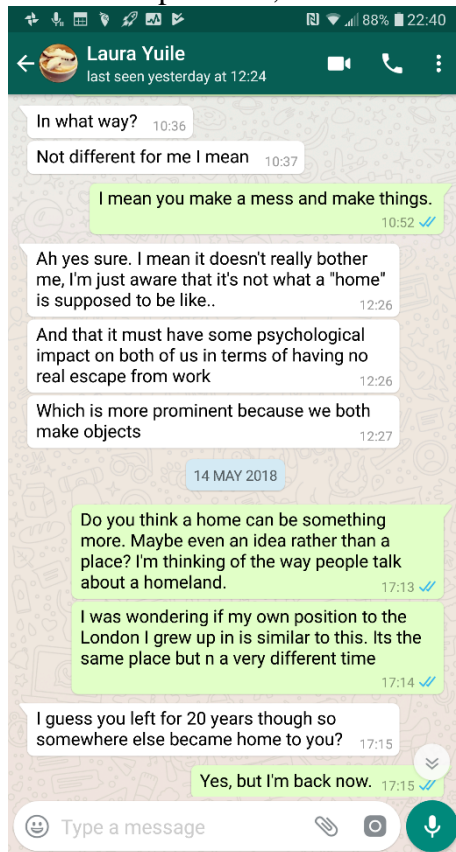 88% 22:40
Laura Yuile
last seen yesterday at 12:24
In what way? 10:36
Not different for me I mean 10:37
I mean you make a mess and make things.
10:52
Ah yes sure. I mean it doesn't really bother
me, I'm just aware that it's not what a "home"
is supposed to be like..
12:26
And that it must have some psychological
impact on both of us in terms of having no
real escape from work
12:26
Which is more prominent because we both
make objects
12:27
14 MAY 2018
Do you think a home can be something
more. Maybe even an idea rather than a
place? I'm thinking of the way people talk
about a homeland.
17:13
I was wondering if my own position to the
London I grew up in is similar to this. Its the
same place but n a very different time
17:14
I guess you left for 20 years though so
somewhere else became home to you? 17:15
Yes, but I'm back now. 17:15
Type a message